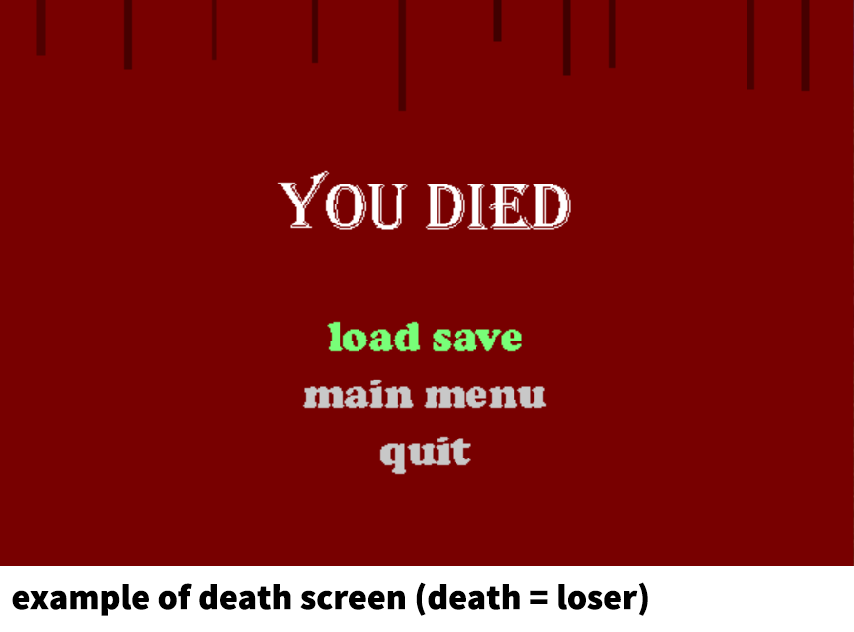 YOU DIED
load save
main menu
quit
example of death screen (death = loser)